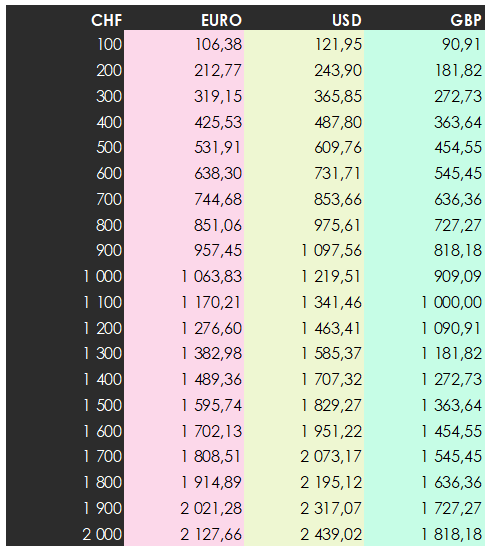 CHF EURO USD GBP
100 106,38 121,95 90,91
200 212,77 243,90 181,82
300 319,15 365,85 272,73
400 425,53 487,80 363,64
500 531,91 609,76 454,55
600 638,30 731,71 545,45
700 744,68 853,66 636,36
800 851,06 975,61 727,27
900 957,45 1 097,56 818,18
1 000 1 063,83 1 219,51 909,09
1 100 1 170,21 1 341,46 1 000,00
1 200 1 276,60 1 463,41 1 090,91
1 300 1 382,98 1 585,37 1 181,82
1 400 1 489,36 1 707,32 1 272,73
1 500 1 595,74 1 829,27 1 363,64
1 600 1 702,13 1 951,22 1 454,55
1 700 1 808,51 2 073,17 1 545,45
1 800 1 914,89 2 195,12 1 636,36
1 900 2 021,28 2 317,07 1 727,27
2 000 2 127,66 2 439,02 1 818,18